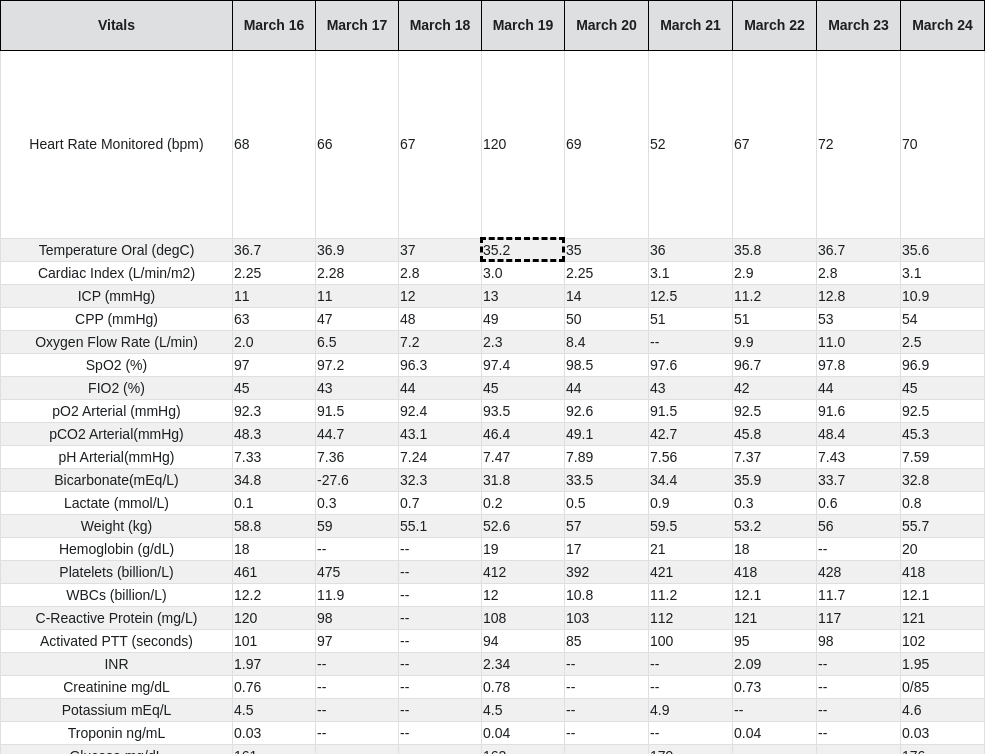 Vitals March 16 March 17 March 18 March 19 March 20 March 21 March 22 March 23 March 24
Heart Rate Monitored (bpm) 68 66 67 120 69 52 67 72 70
Temperature Oral (degC) 36.7 36.9 37 35.2 35 36 35.8 36.7 35.6
Cardiac Index (L/min/m2) 2.25 2.28 2.8 3.0 2.25 3.1 2.9 2.8 3.1
ICP (mmHg) 11 11 12 13 14 12.5 11.2 12.8 10.9
CPP (mmHg) 63 47 48 49 50 51 51 53 54
Oxygen Flow Rate (L/min) 2.0 6.5 7.2 2.3 8.4 -- 9.9 11.0 2.5
SpO2 (%) 97 97.2 96.3 97.4 98.5 97.6 96.7 97.8 96.9
FIO2 (%) 45 43 44 45 44 43 42 44 45
pO2 Arterial (mmHg) 92.3 91.5 92.4 93.5 92.6 91.5 92.5 91.6 92.5
pCO2 Arterial(mmHg) 48.3 44.7 43.1 46.4 49.1 42.7 45.8 48.4 45.3
pH Arterial(mmHg) 7.33 7.36 7.24 7.47 7.89 7.56 7.37 7.43 7.59
Bicarbonate(mEq/L) 34.8 -27.6 32.3 31.8 33.5 34.4 35.9 33.7 32.8
Lactate (mmol/L) 0.1 0.3 0.7 0.2 0.5 0.9 0.3 0.6 0.8
Weight (kg) 58.8 59 55.1 52.6 57 59.5 53.2 56 55.7
Hemoglobin (g/dL) 18 -- -- 19 17 21 18 -- 20
Platelets (billion/L) 461 475 -- 412 392 421 418 428 418
WBCs (billion/L) 12.2 11.9 -- 12 10.8 11.2 12.1 11.7 12.1
C-Reactive Protein (mg/L) 120 98 -- 108 103 112 121 117 121
Activated PTT (seconds) 101 97 -- 94 85 100 95 98 102
INR 1.97 -- -- 2.34 -- -- 2.09 -- 1.95
Creatinine mg/dL 0.76 -- -- 0.78 -- -- 0.73 -- 0/85
Potassium mEq/L 4.5 -- -- 4.5 -- 4.9 -- -- 4.6
Troponin ng/mL 0.03 -- -- 0.04 -- -- 0.04 -- 0.03